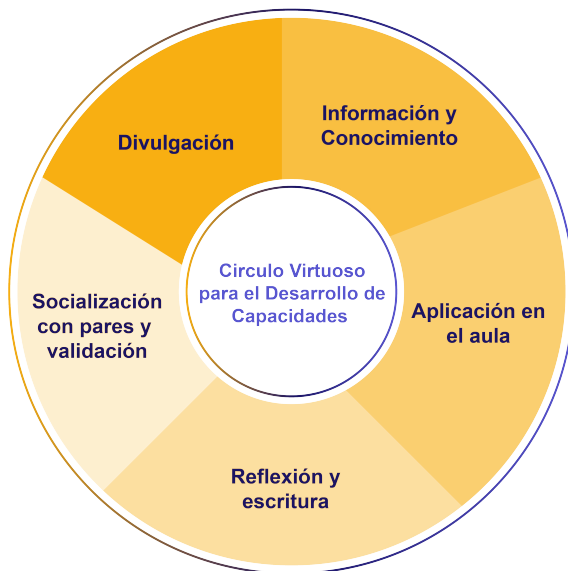 Divulgación
Información y
Conocimiento
Circulo Virtuoso
para el Desarrollo de
Capacidades
Aplicación en
el aula
Socialización
con pares y
validación
Reflexión y
escritura